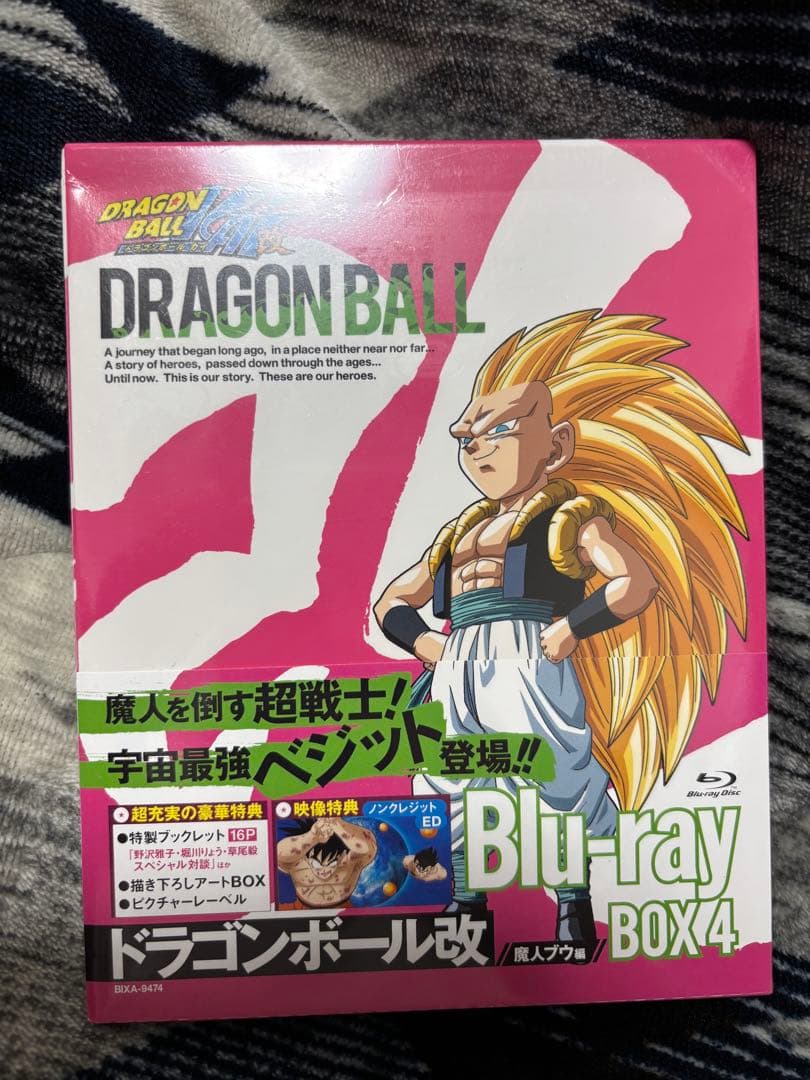 DRAGON
BALL
ドラゴンボール カイ
DRAGON BALL
A journey that began long ago, in a place neither near nor far...
A story of heroes, passed down through the ages...
Until now. This is our story. These are our heroes.
魔人を倒す超戦士!
宇宙最強ベジット登場!!
超充実の豪華特典
●特製ブックレット 16P
「野沢雅子・堀川りょう・草尾毅
スペシャル対談」ほか
●描き下ろしアートBOX
●ピクチャーレーベル
映像特典
ノンクレジット
ED
Blu-ray Disc™
Blu-ray
BOX 4
ドラゴンボール改
魔人ブウ編
BIXA-9474